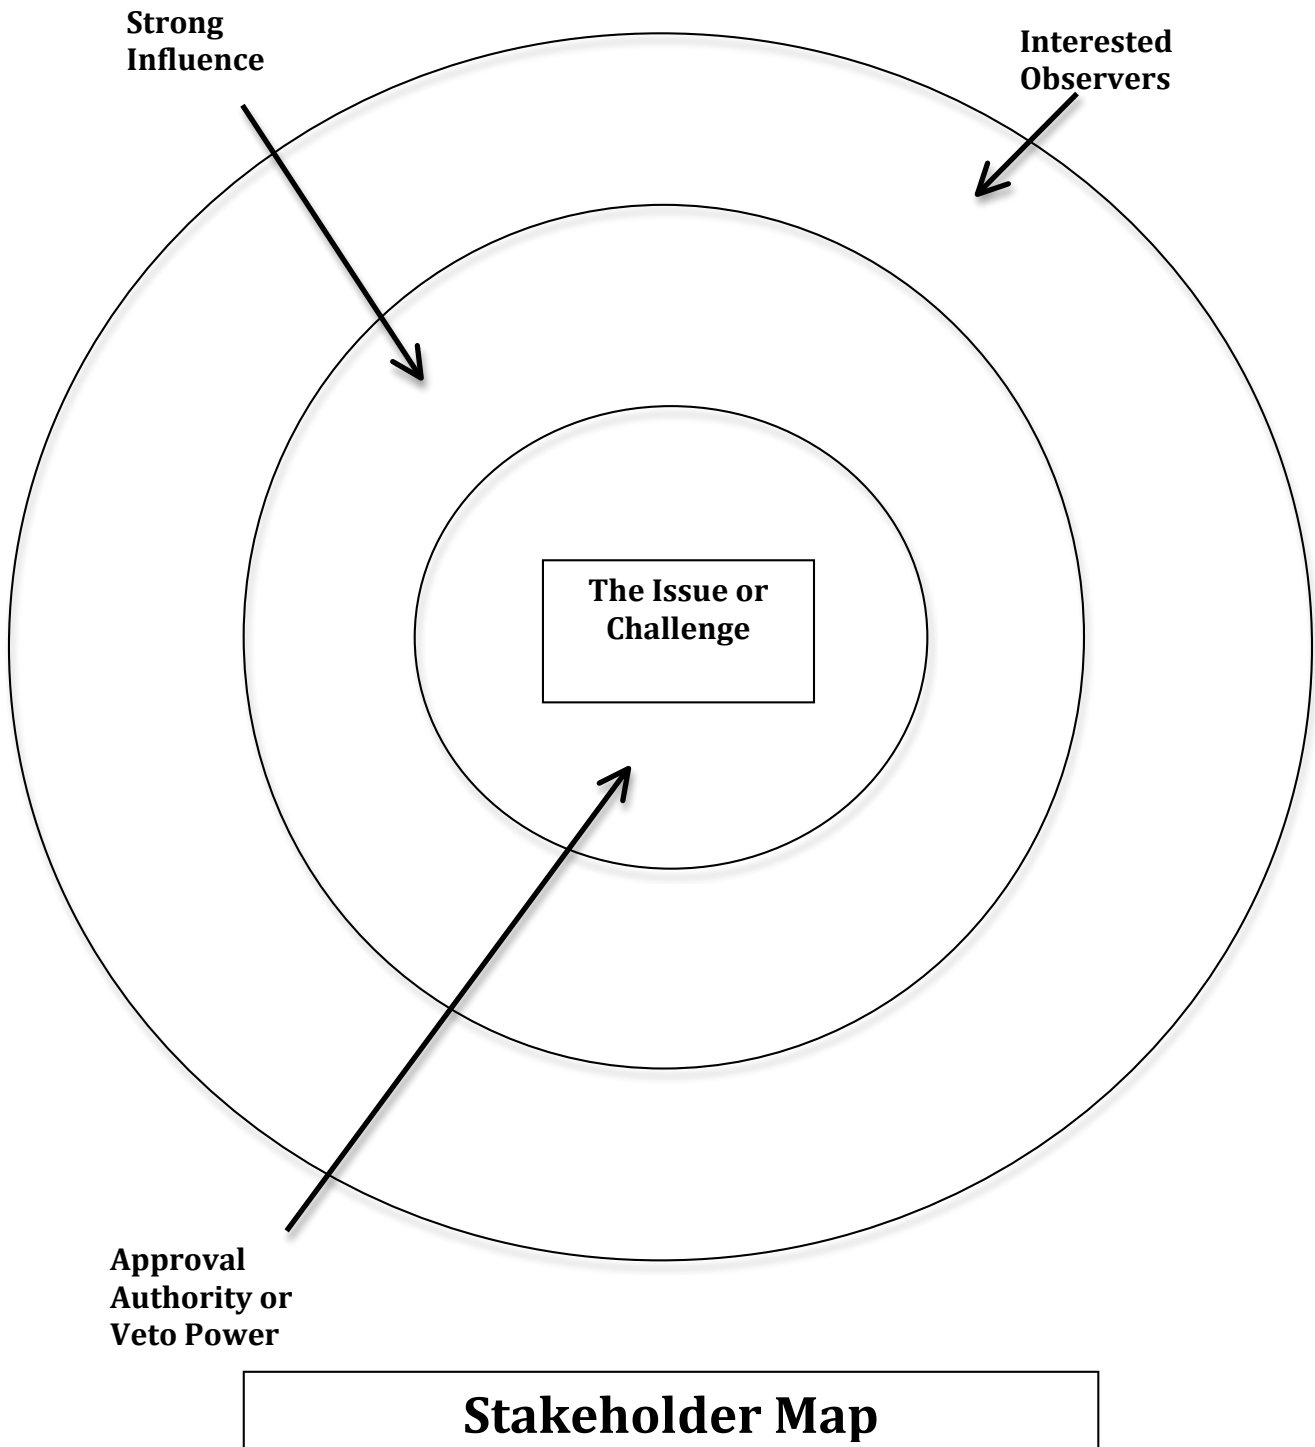 Strong
Influence
Interested
Observers
The Issue or
Challenge
Approval
Authority or
Veto Power
Stakeholder Map